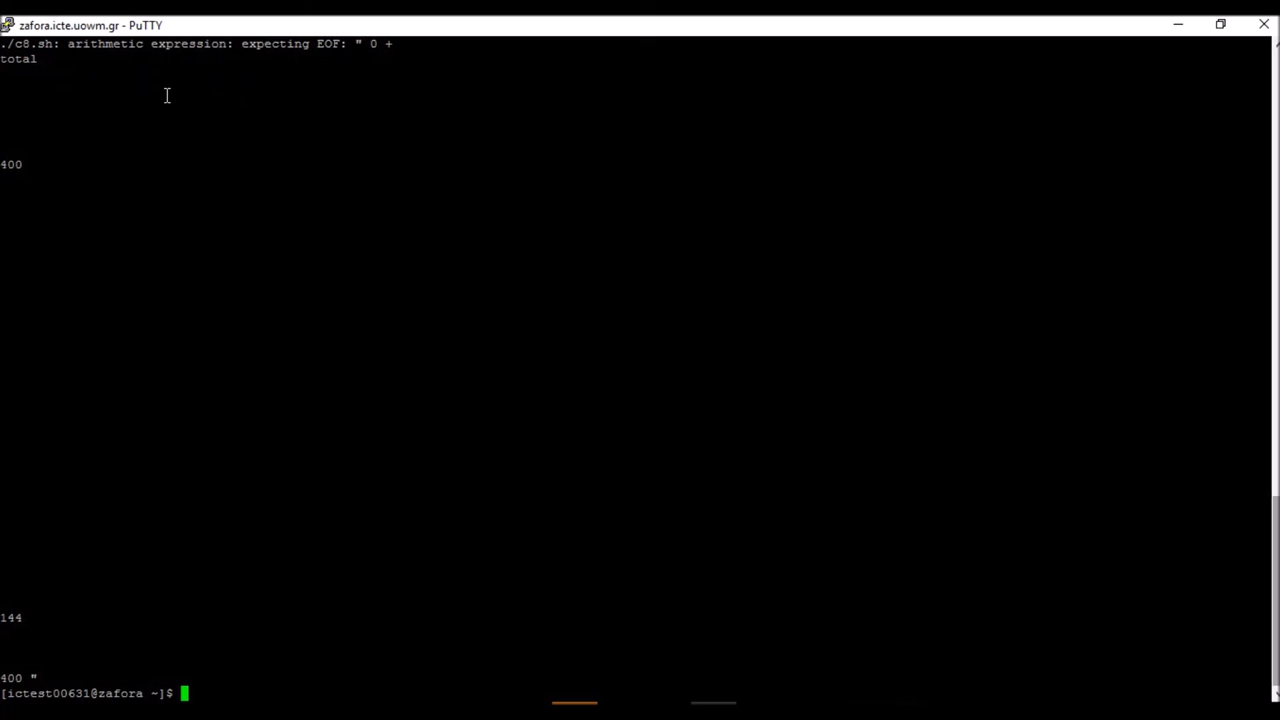 zafora.icte.uowm.gr - PuTTY
./c8.sh: arithmetic expression: expecting EOF: " 0 +
total
400
144
400 "
[ictest00631@zafora ~]$